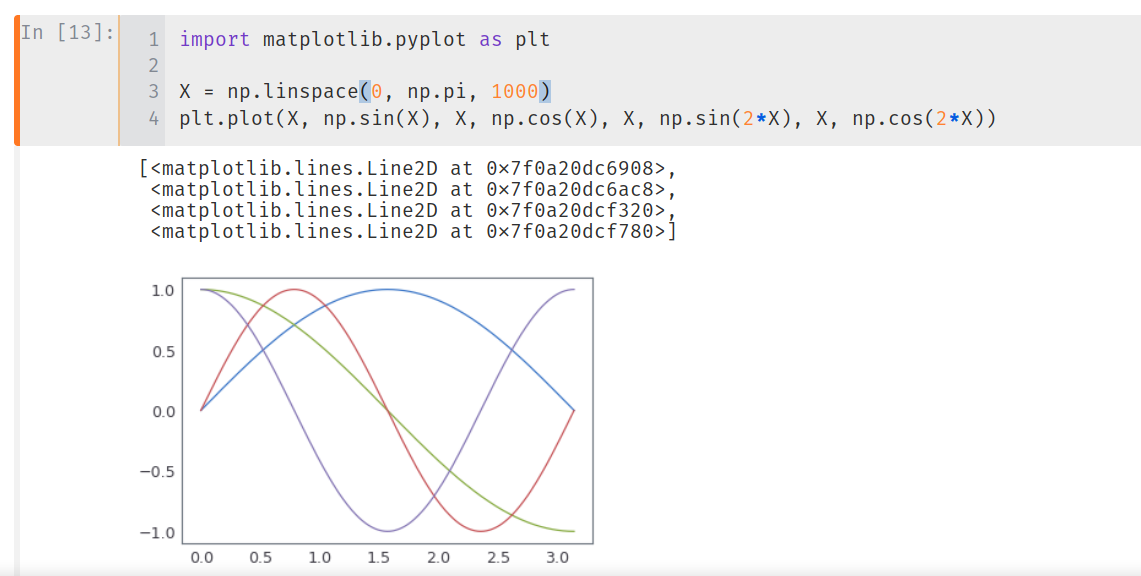 In [13]:
1 import matplotlib.pyplot as plt
2
3 X = np.linspace(0, np.pi, 1000)
4 plt.plot(X, np.sin(X), X, np.cos(X), X, np.sin(2*X), X, np.cos(2*X))
[<matplotlib.lines.Line2D at 0x7f0a20dc6908>,
<matplotlib.lines.Line2D at 0x7f0a20dc6ac8>,
<matplotlib.lines.Line2D at 0x7f0a20dcf320>,
<matplotlib.lines.Line2D at 0x7f0a20dcf780>]
1.0
0.5
0.0
−0.5
−1.0
0.0 0.5 1.0 1.5 2.0 2.5 3.0